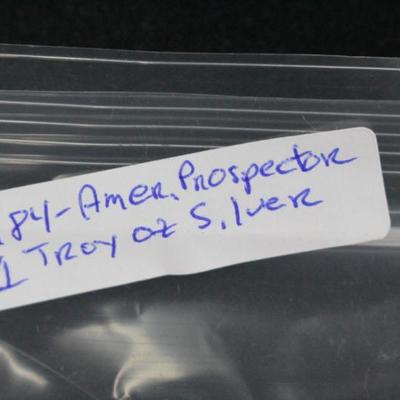 .84-Amer. Prospector
1 Troy oz Silver